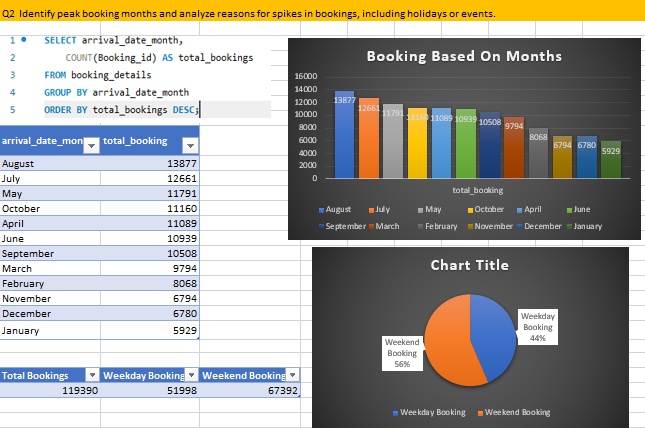 Q2 Identify peak booking months and analyze reasons for spikes in bookings, including holidays or events.
1 SELECT arrival_date_month,
2 COUNT(Booking_id) AS total_bookings
3 FROM booking_details
4 GROUP BY arrival_date_month
5 ORDER BY total_bookings DESC;
arrival_date_mon total_booking
August 13877
July 12661
May 11791
October 11160
April 11089
June 10939
September 10508
March 9794
February 8068
November 6794
December 6780
January 5929
Total Bookings Weekday Booking Weekend Booking
119390 51998 67392
Booking Based On Months
16000
14000
12000
10000
8000
6000
4000
2000
0
13877 12661 11791 11160 11089 10939 10508 9794 8068 6794 6780 5929
total_booking
August July May October April June
September March February November December January
Chart Title
Weekday
Booking
44%
Weekend
Booking
56%
Weekday Booking Weekend Booking